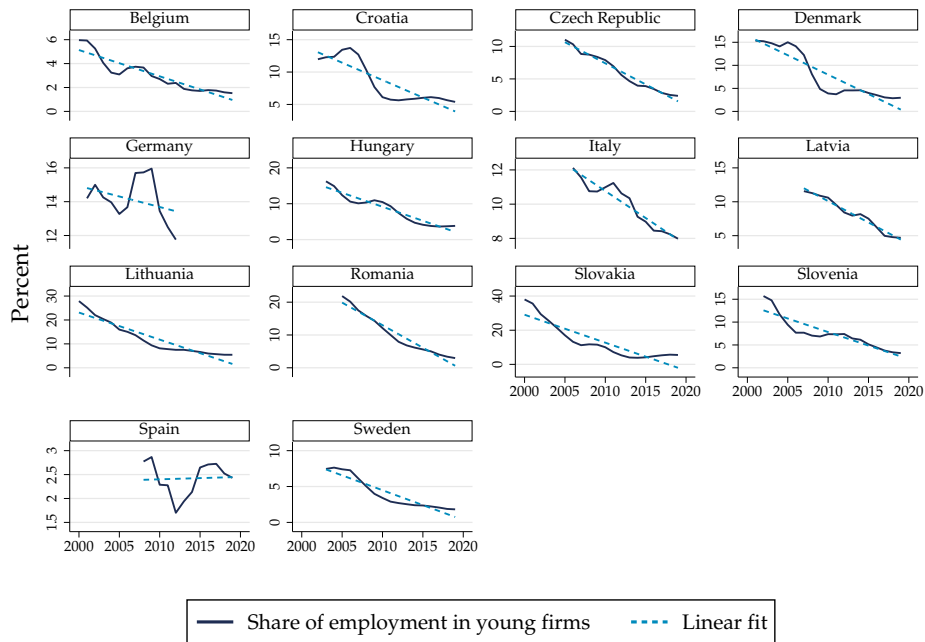 Belgium
Croatia
Czech Republic
Denmark
0 2 4 6
5 10 15
0 5 10
0 5 10 15
Germany
Hungary
Italy
Latvia
12 14 16
0 10 20
8 10 12
5 10 15
Percent
Lithuania
Romania
Slovakia
Slovenia
0 10 20 30
0 10 20
0 20 40
0 5 10 15
2000 2005 2010 2015 2020
2000 2005 2010 2015 2020
Spain
Sweden
1.5 2 2.5 3
0 5 10
2000 2005 2010 2015 2020
2000 2005 2010 2015 2020
Share of employment in young firms
Linear fit